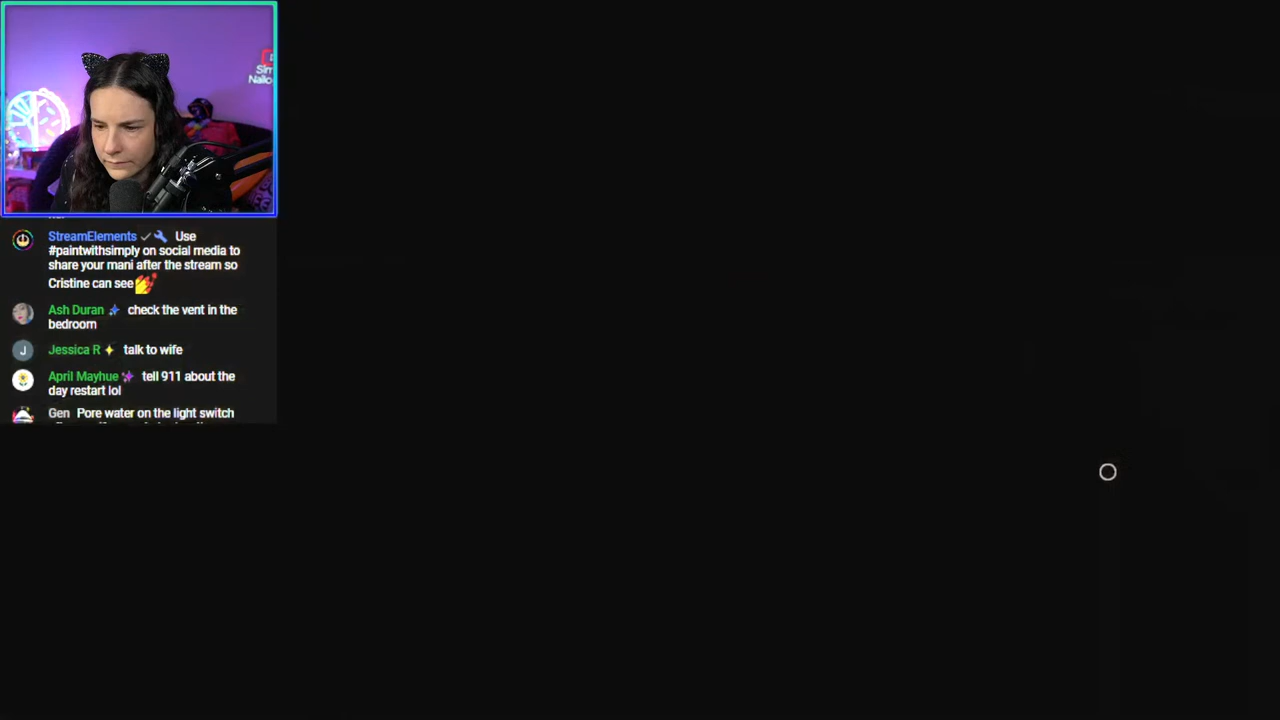 StreamElements Use
#paintwithsimply on social media to
share your mani after the stream so
Cristine can see
Ash Duran check the vent in the
bedroom
J
Jessica R talk to wife
April Mayhue tell 911 about the
day restart lol
Gen Pore water on the light switch